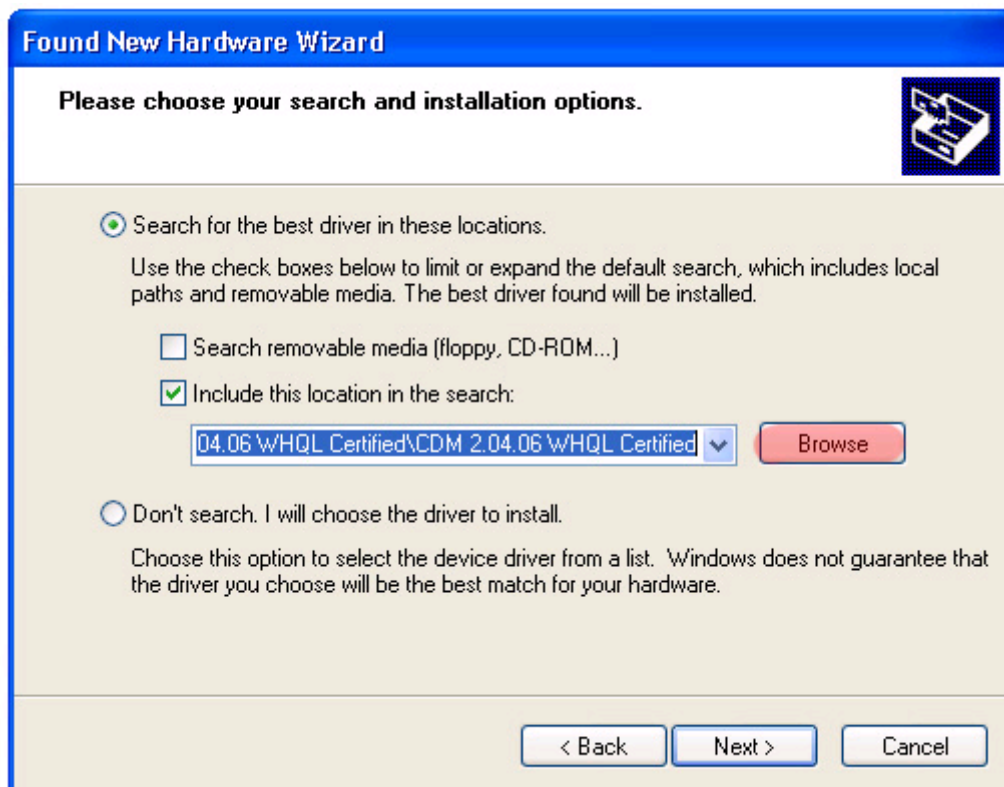 Found New Hardware Wizard
Please choose your search and installation options.
Search for the best driver in these locations.
Use the check boxes below to limit or expand the default search, which includes local
paths and removable media. The best driver found will be installed.
Search removable media (floppy, CD-ROM...)
Include this location in the search:
04.06 WHQL Certified\CDM 2.04.06 WHQL Certified
Browse
Don't search. I will choose the driver to install.
Choose this option to select the device driver from a list. Windows does not guarantee that
the driver you choose will be the best match for your hardware.
< Back
Next >
Cancel